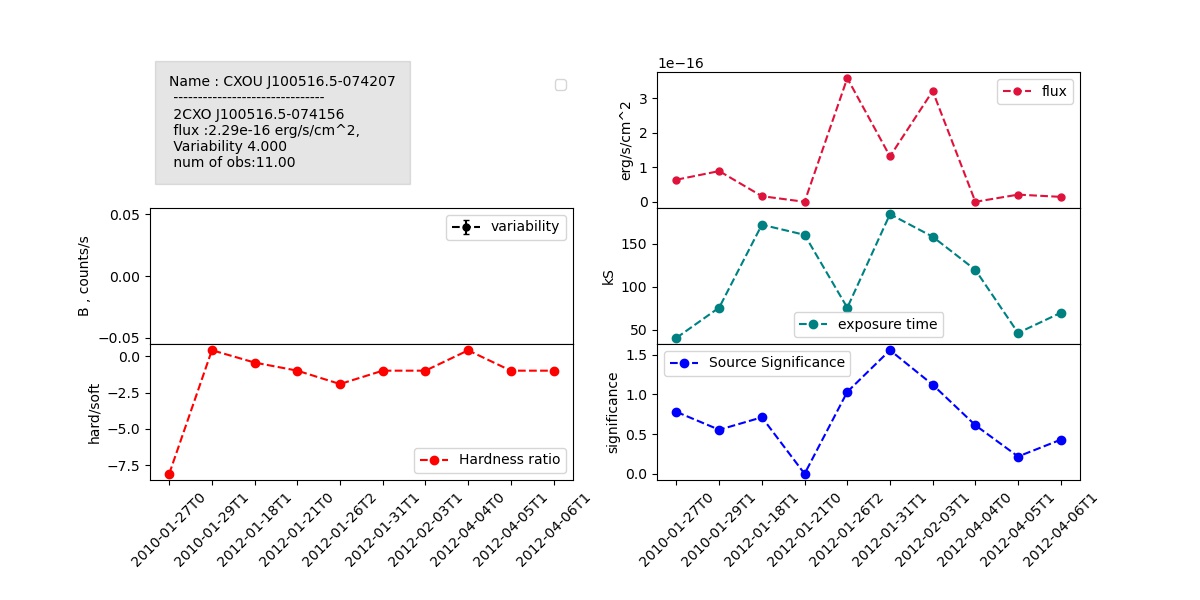 Name : CXOU J100516.5-074207
-------------------------------
2CXO J100516.5-074156
flux :2.29e-16 erg/s/cm^2,
Variability 4.000
num of obs:11.00
B , counts/s
0.05
0.00
−0.05
variability
hard/soft
0.0
−2.5
−5.0
−7.5
Hardness ratio
2010-01-27T0
2010-01-29T1
2012-01-18T1
2012-01-21T0
2012-01-26T2
2012-01-31T1
2012-02-03T1
2012-04-04T0
2012-04-05T1
2012-04-06T1
1e−16
erg/s/cm^2
3
2
1
0
flux
kS
150
100
50
exposure time
significance
1.5
1.0
0.5
0.0
Source Significance
2010-01-27T0
2010-01-29T1
2012-01-18T1
2012-01-21T0
2012-01-26T2
2012-01-31T1
2012-02-03T1
2012-04-04T0
2012-04-05T1
2012-04-06T1